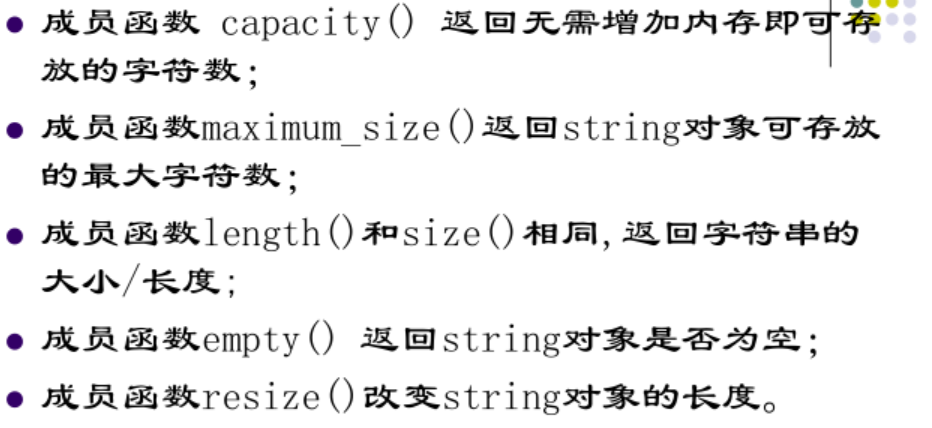 成员函数 capacity() 返回无需增加内存即可存
放的字符数;
成员函数maximum_size()返回string对象可存放
的最大字符数;
成员函数length()和size()相同,返回字符串的
大小/长度;
成员函数empty() 返回string对象是否为空;
成员函数resize()改变string对象的长度。